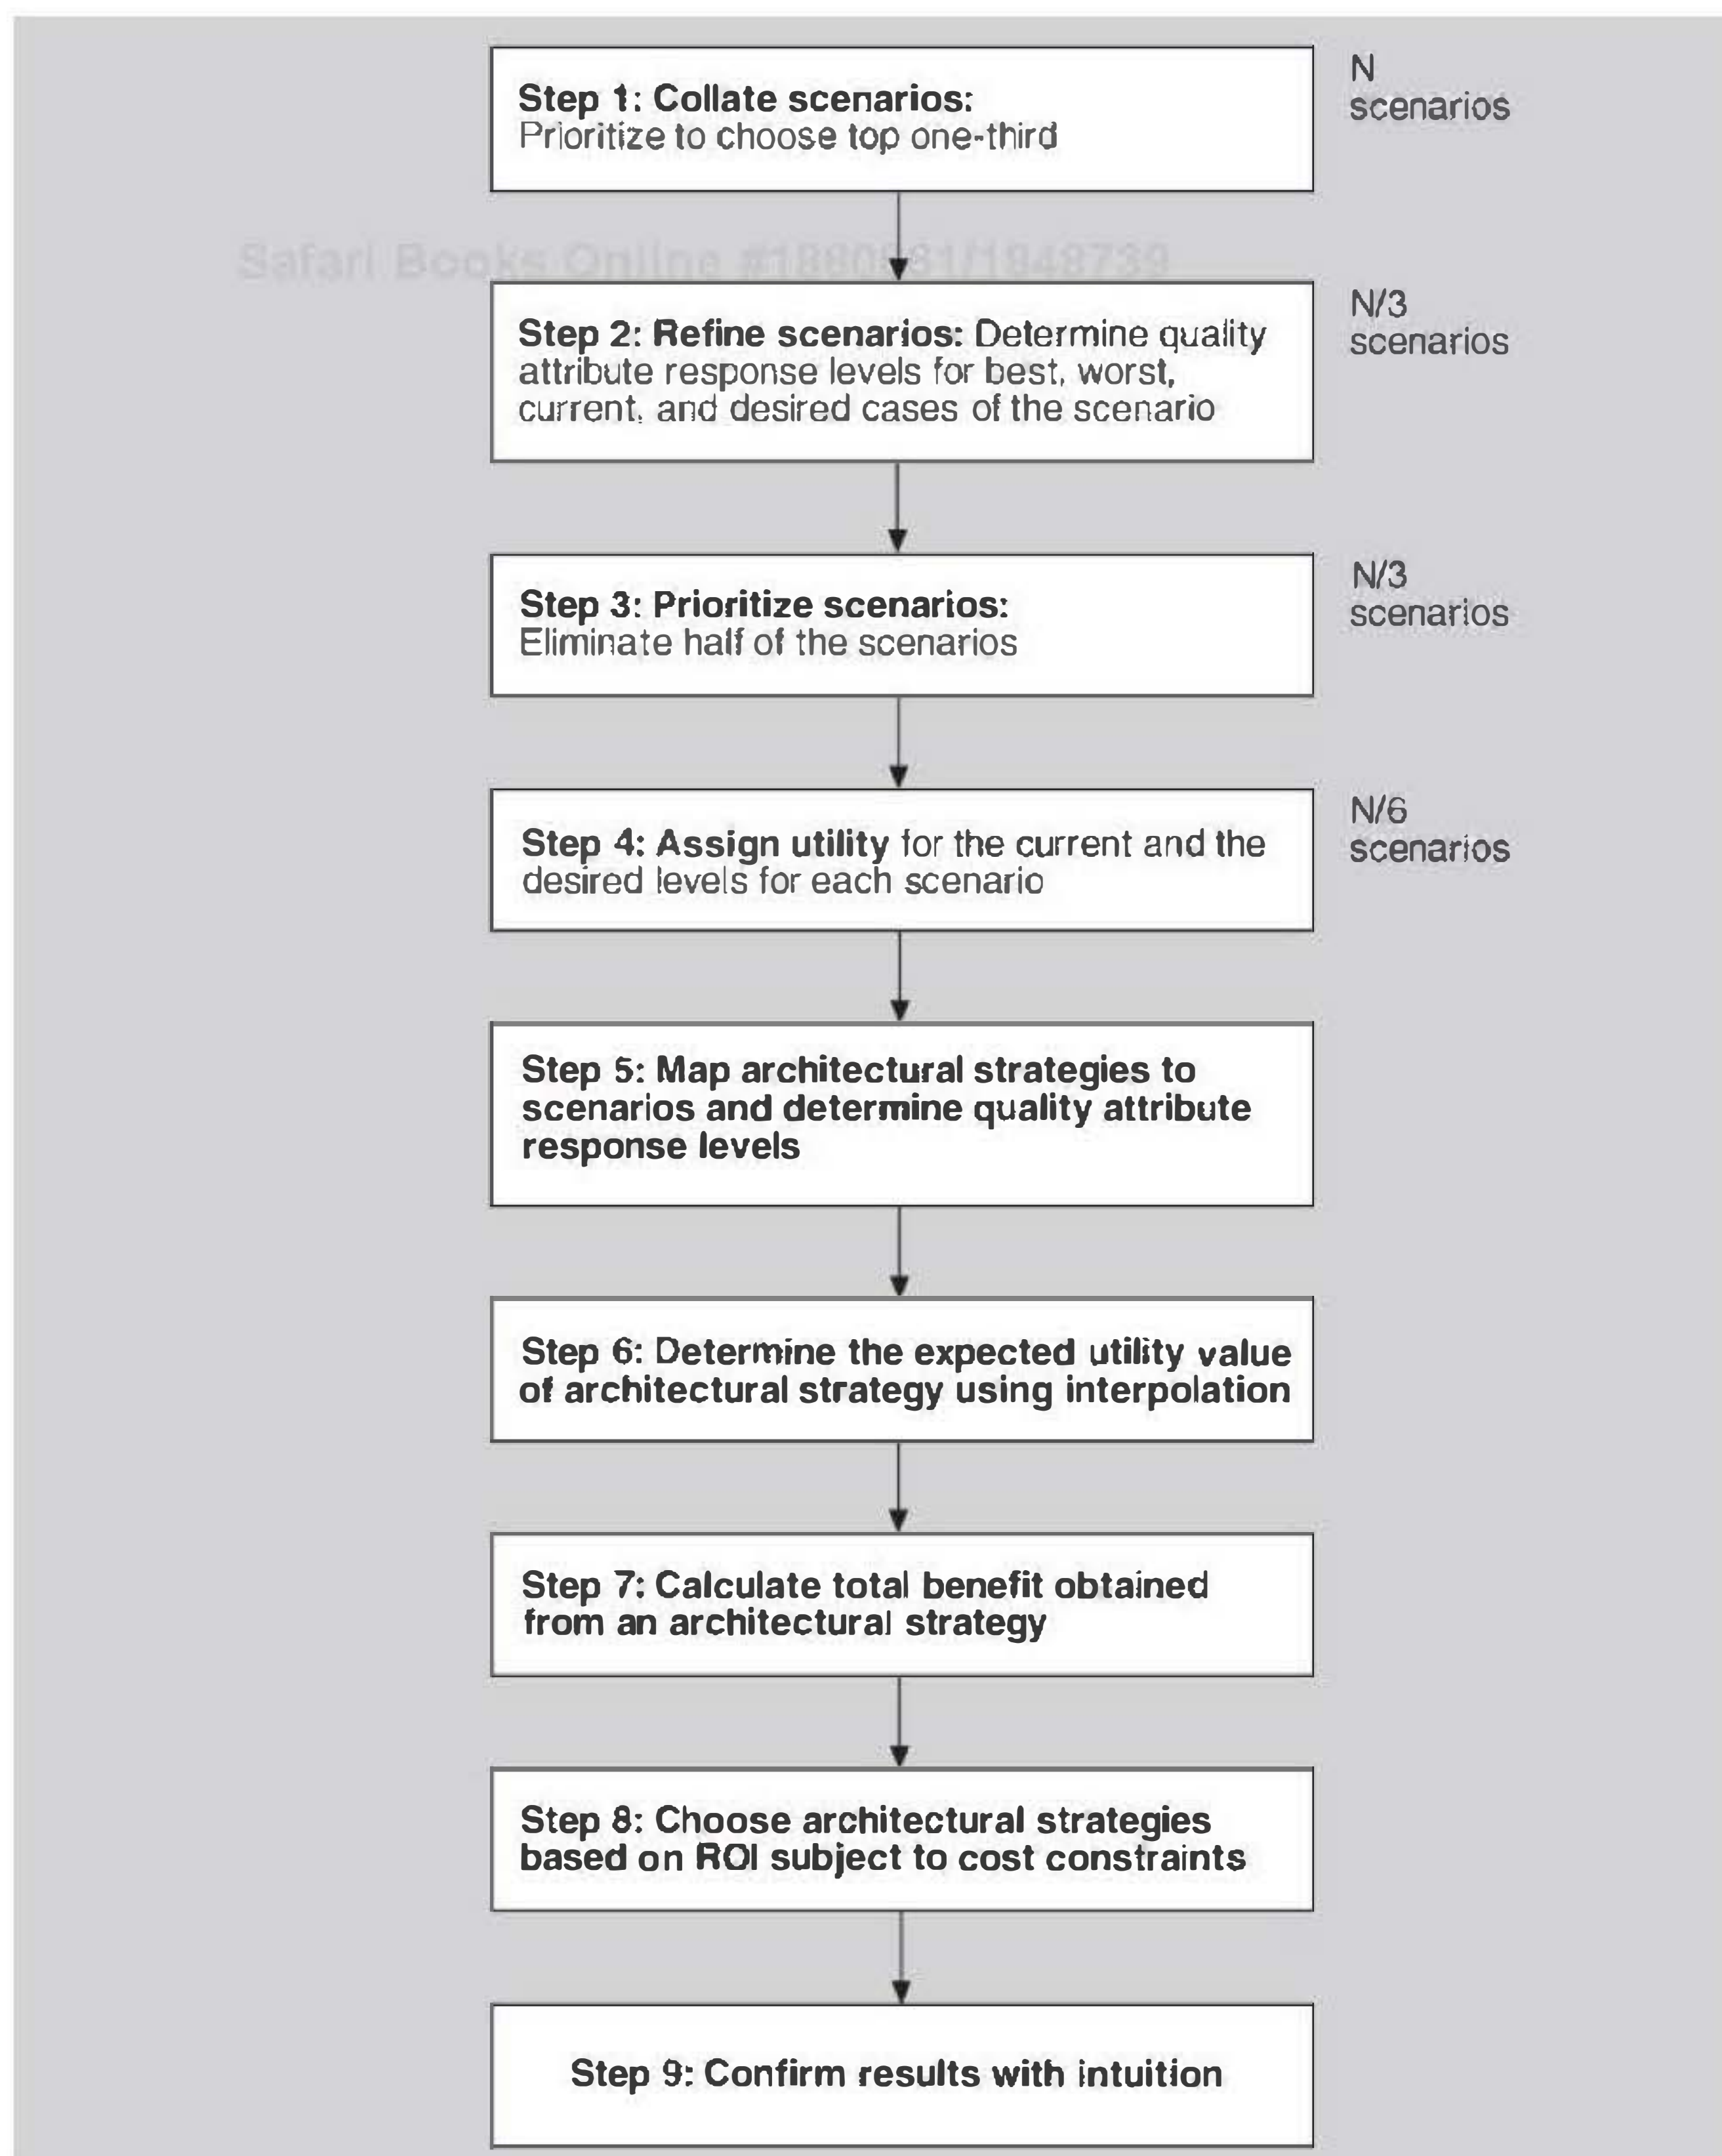 Step 1: Collate scenarios:
Prioritize to choose top one-third
N
scenarios
Safari Books Online #1880931/1948739
Step 2: Refine scenarios: Determine quality
attribute response levels for best, worst,
current, and desired cases of the scenario
N/3
scenarios
Step 3: Prioritize scenarios:
Eliminate half of the scenarios
N/3
scenarios
Step 4: Assign utility for the current and the
desired levels for each scenario
N/6
scenarios
Step 5: Map architectural strategies to
scenarios and determine quality attribute
response levels
Step 6: Determine the expected utility value
of architectural strategy using interpolation
Step 7: Calculate total benefit obtained
from an architectural strategy
Step 8: Choose architectural strategies
based on ROI subject to cost constraints
Step 9: Confirm results with intuition